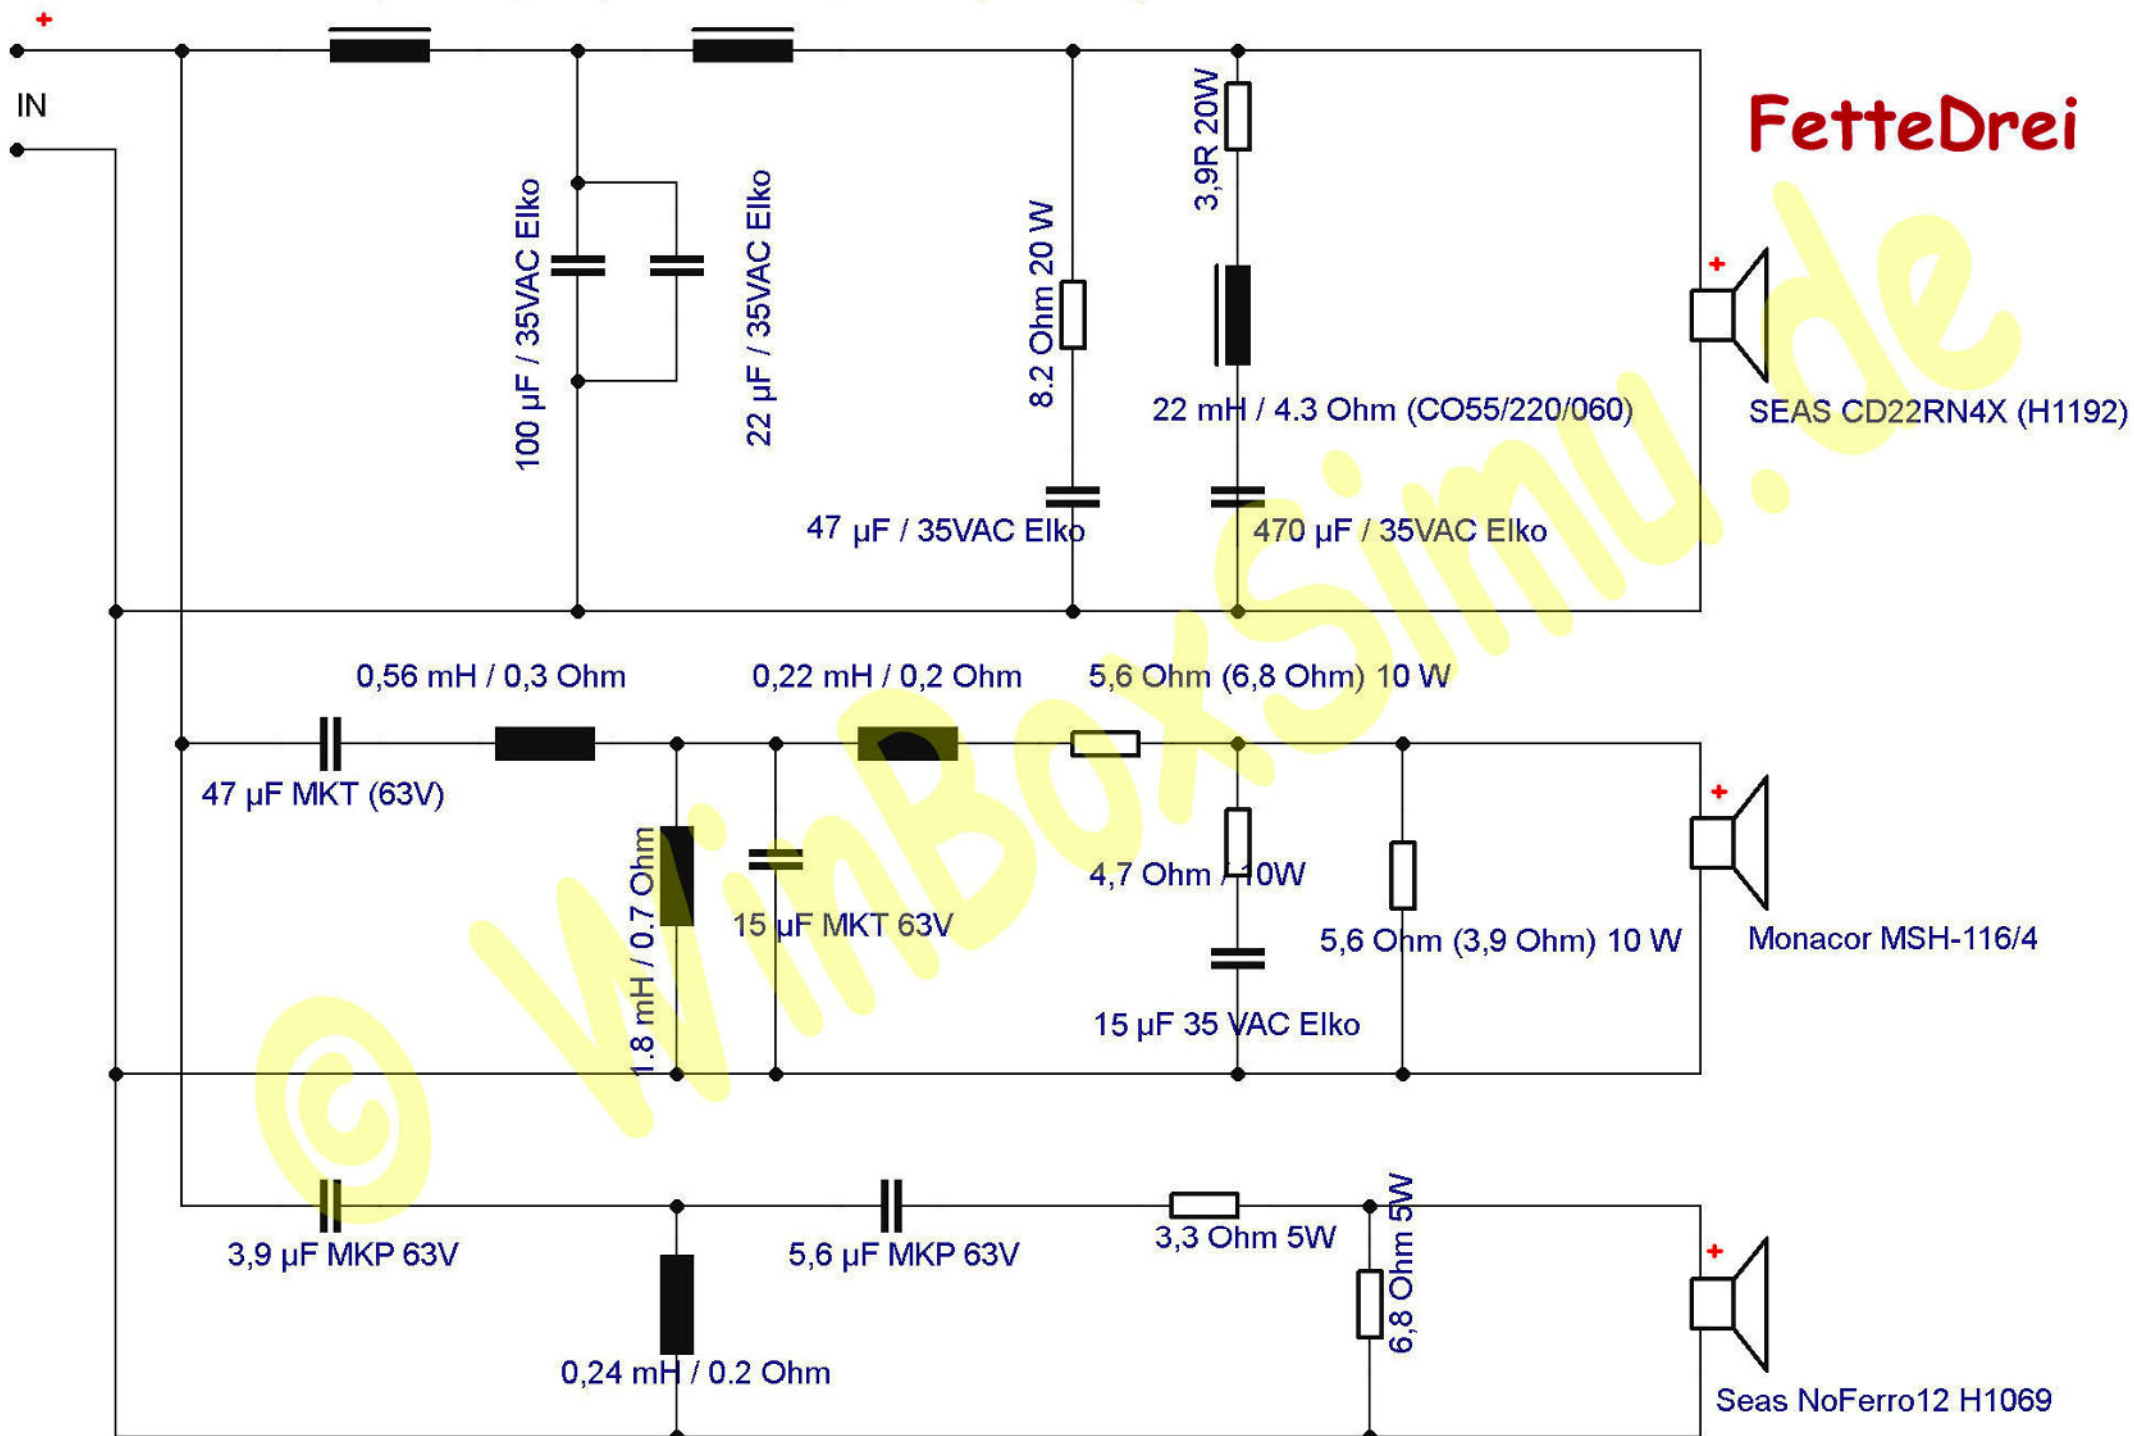 +
IN
FetteDrei
100 µF / 35VAC Elko
22 µF / 35VAC Elko
8.2 Ohm 20 W
3,9R 20W
+
22 mH / 4.3 Ohm (CO55/220/060)
SEAS CD22RN4X (H1192)
47 µF / 35VAC Elko
470 µF / 35VAC Elko
0,56 mH / 0,3 Ohm
0,22 mH / 0,2 Ohm
5,6 Ohm (6,8 Ohm) 10 W
47 µF MKT (63V)
+
1.8 mH / 0.7 Ohm
15 µF MKT 63V
4,7 Ohm / 10W
5,6 Ohm (3,9 Ohm) 10 W
Monacor MSH-116/4
15 µF 35 VAC Elko
3,9 µF MKP 63V
5,6 µF MKP 63V
3,3 Ohm 5W
6,8 Ohm 5W
+
0,24 mH / 0.2 Ohm
Seas NoFerro12 H1069
© WinBoxSimu.de